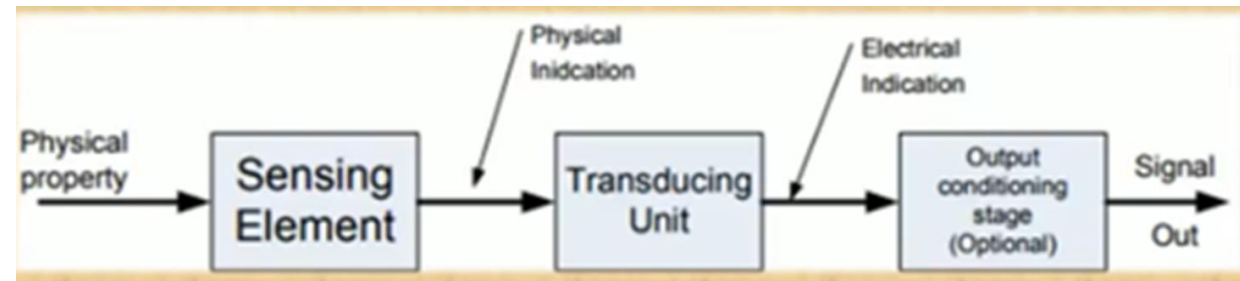 Physical
property
Sensing
Element
Physical
Inidcation
Transducing
Unit
Electrical
Indication
Output
conditioning
stage
(Optional)
Signal
Out